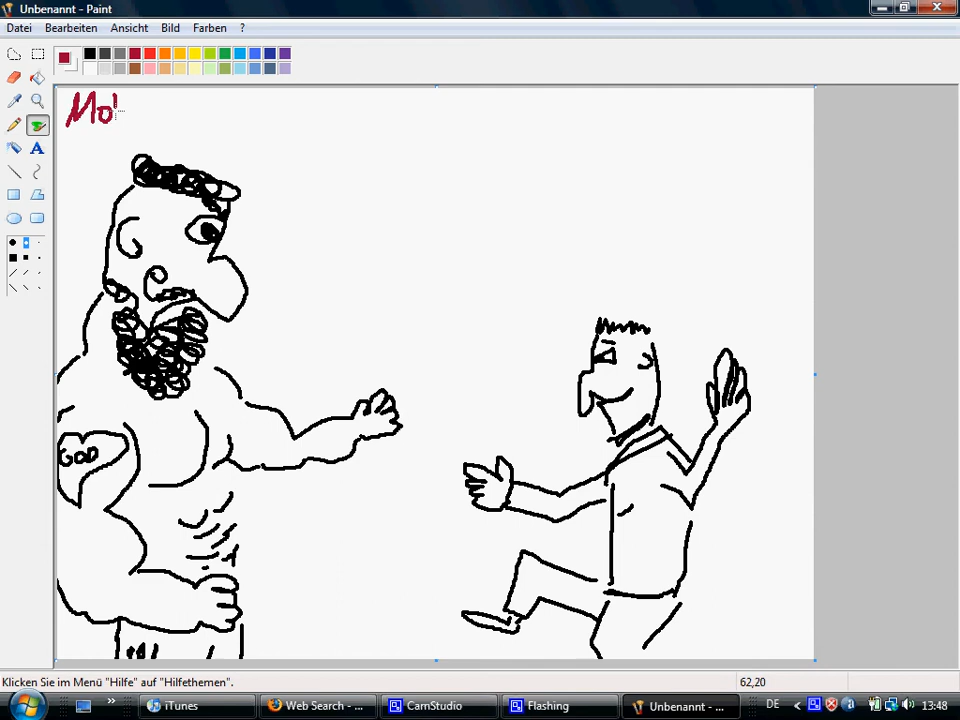 Unbenannt - Paint
Datei Bearbeiten Ansicht Bild Farben ?
Mo'
GOD
Klicken Sie im Menü "Hilfe" auf "Hilfethemen".
62,20
iTunes
Web Search - ...
CamStudio
Flashing
Unbenannt - ...
DE
13:48